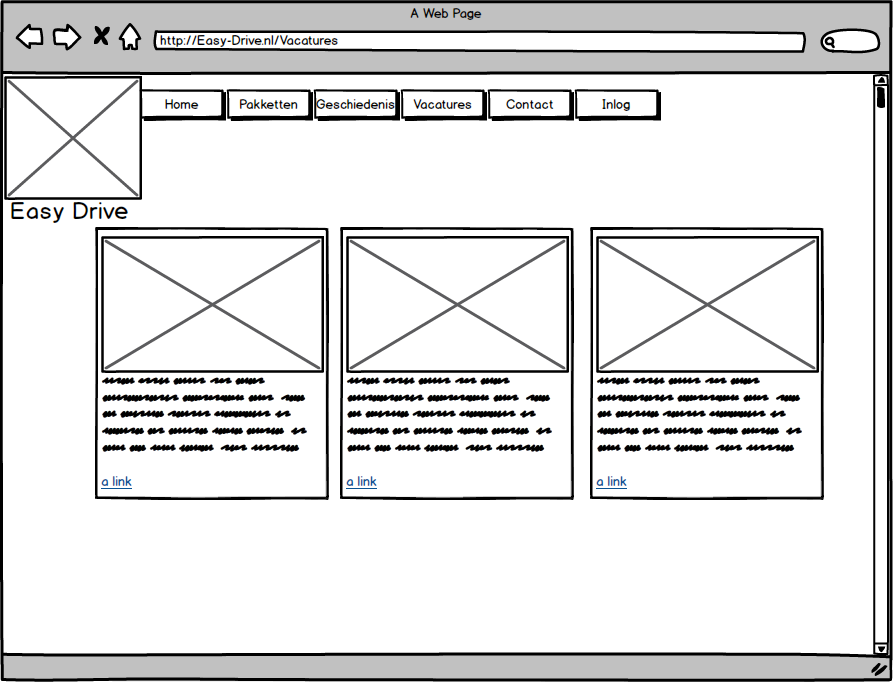 A Web Page
http://Easy-Drive.nl/Vacatures
Home Pakketten Geschiedenis Vacatures Contact Inlog
Easy Drive
a link a link a link